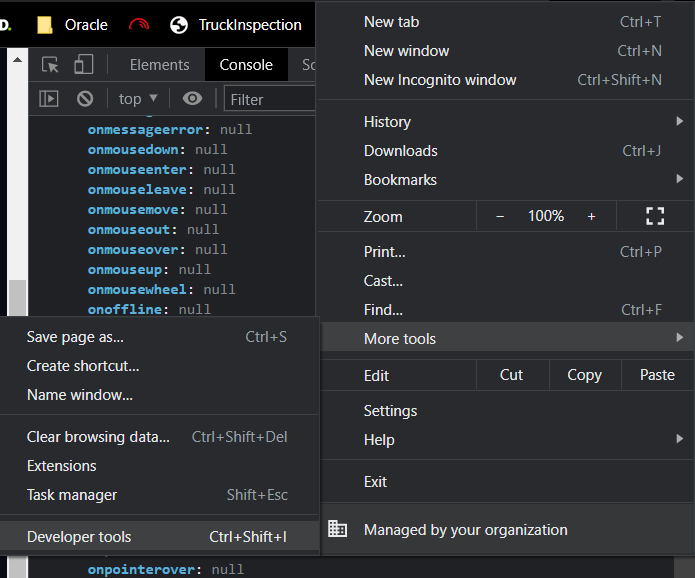 D. Oracle TruckInspection
Elements Console
top Filter
onmessageerror: null
onmousedown: null
onmouseenter: null
onmouseleave: null
onmousemove: null
onmouseout: null
onmouseover: null
onmouseup: null
onmousewheel: null
onoffline: null
New tab Ctrl+T
New window Ctrl+N
New Incognito window Ctrl+Shift+N
History
Downloads Ctrl+J
Bookmarks
Zoom − 100% +
Print... Ctrl+P
Cast...
Find... Ctrl+F
More tools
Edit Cut Copy Paste
Settings
Help
Exit
Managed by your organization
Save page as... Ctrl+S
Create shortcut...
Name window...
Clear browsing data... Ctrl+Shift+Del
Extensions
Task manager Shift+Esc
Developer tools Ctrl+Shift+I
onpointerover: null